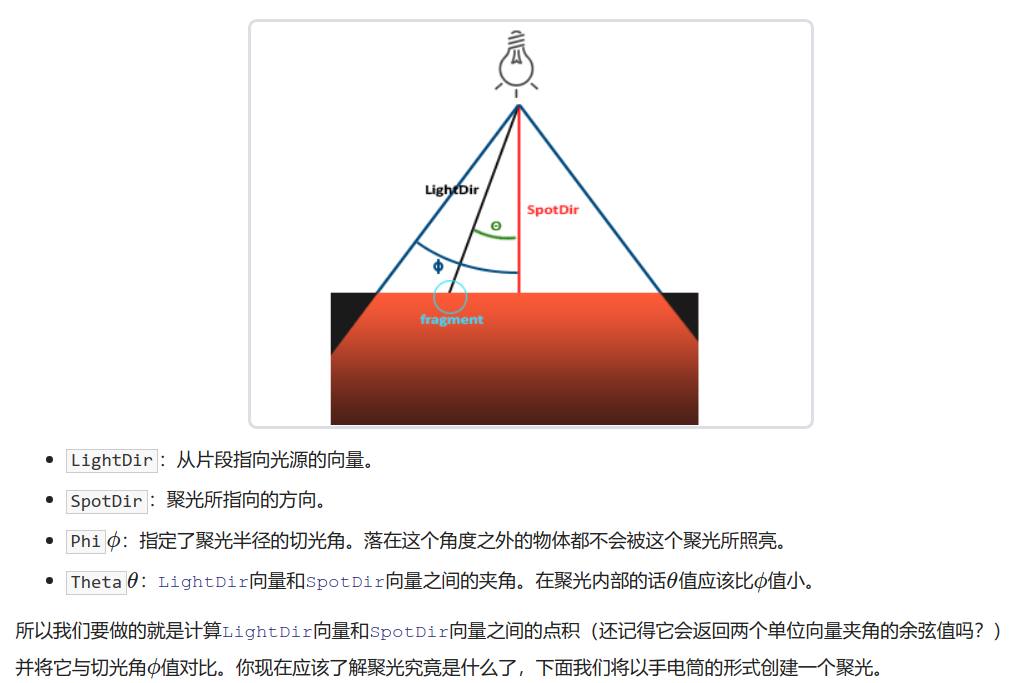 LightDir
SpotDir
Θ
ϕ
fragment
LightDir：从片段指向光源的向量。
SpotDir：聚光所指向的方向。
Phiϕ：指定了聚光半径的切光角。落在这个角度之外的物体都不会被这个聚光所照亮。
Thetaθ：LightDir向量和SpotDir向量之间的夹角。在聚光内部的话θ值应该比ϕ值小。
所以我们要做的就是计算LightDir向量和SpotDir向量之间的点积（还记得它会返回两个单位向量夹角的余弦值吗？）
并将它与切光角ϕ值对比。你现在应该了解聚光究竟是什么了，下面我们将以手电筒的形式创建一个聚光。